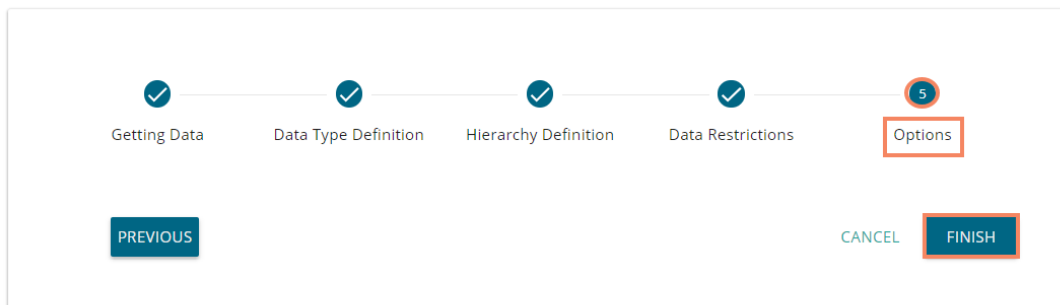 5
Getting Data Data Type Definition Hierarchy Definition Data Restrictions Options
PREVIOUS CANCEL FINISH